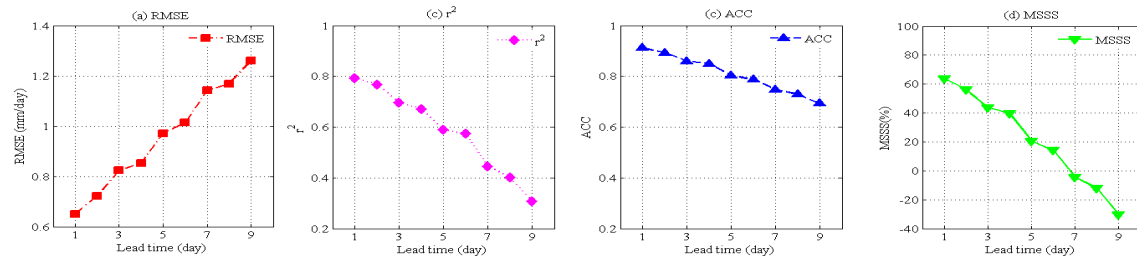 (a) RMSE
RMSE
RMSE (mm/day)
1.4
1.2
1
0.8
0.6
1 3 5 7 9
Lead time (day)
(c) r²
r²
r²
1
0.8
0.6
0.4
0.2
1 3 5 7 9
Lead time (day)
(c) ACC
ACC
ACC
1
0.8
0.6
0.4
0.2
1 3 5 7 9
Lead time (day)
(d) MSSS
MSSS
MSSS(%)
100
80
60
40
20
0
-20
-40
1 3 5 7 9
Lead time (day)